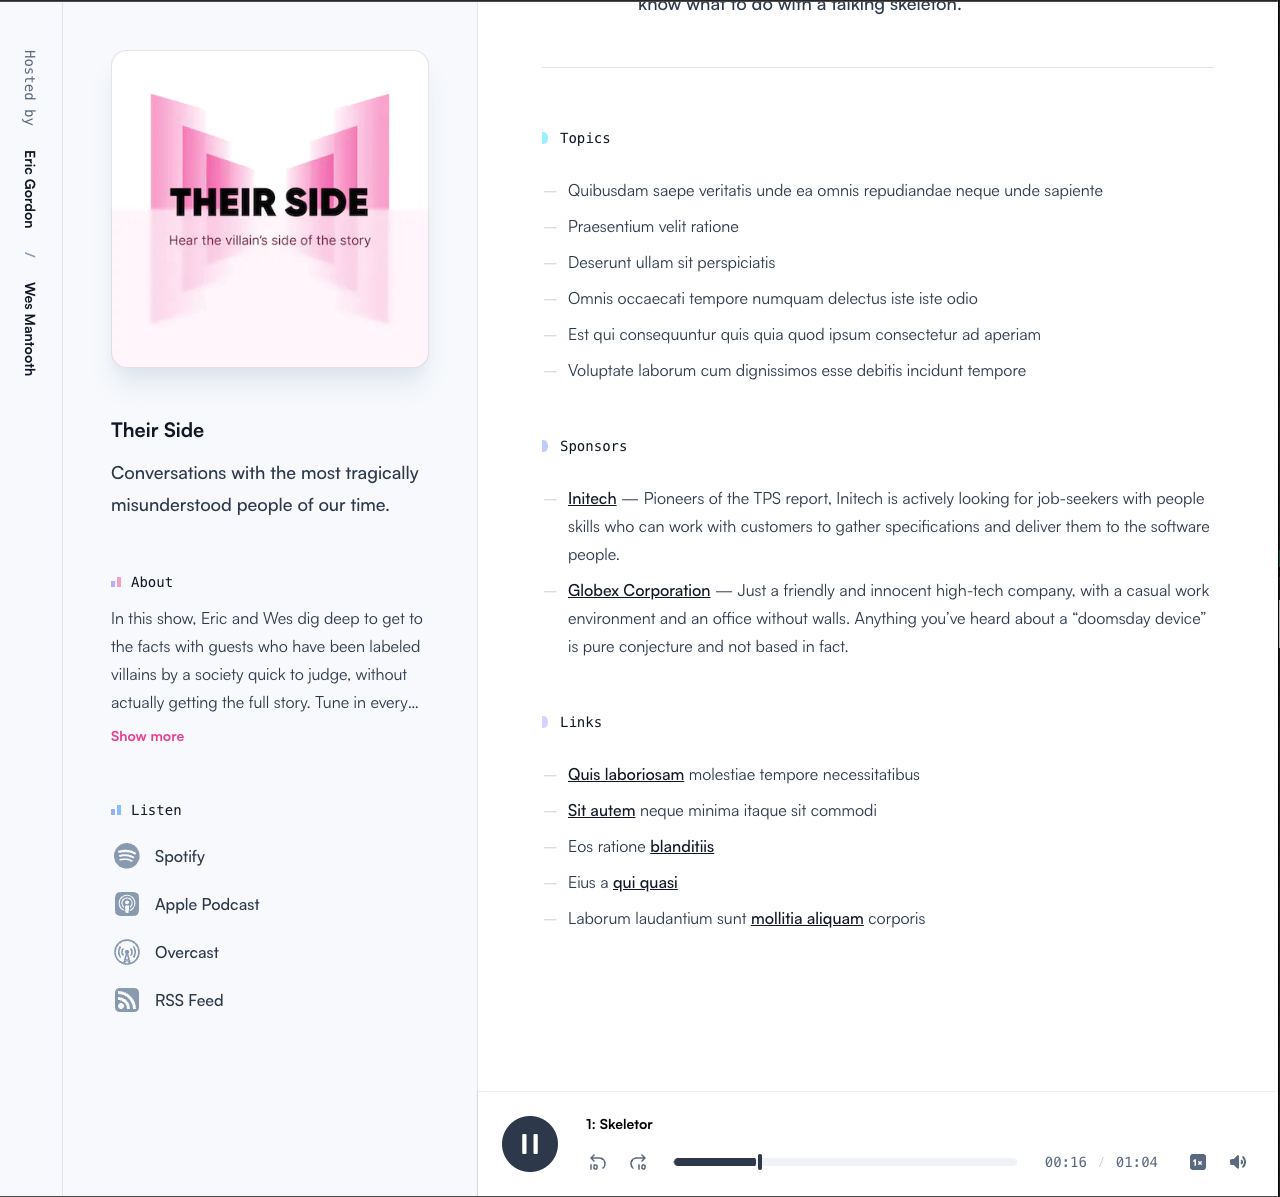 Hosted by Eric Gordon / Wes Mantooth
THEIR SIDE
Hear the villain's side of the story
Their Side
Conversations with the most tragically
misunderstood people of our time.
About
In this show, Eric and Wes dig deep to get to
the facts with guests who have been labeled
villains by a society quick to judge, without
actually getting the full story. Tune in every...
Show more
Listen
Spotify
Apple Podcast
Overcast
RSS Feed
know what to do with a talking skeleton.
Topics
— Quibusdam saepe veritatis unde ea omnis repudiandae neque unde sapiente
— Praesentium velit ratione
— Deserunt ullam sit perspiciatis
— Omnis occaecati tempore numquam delectus iste iste odio
— Est qui consequuntur quis quia quod ipsum consectetur ad aperiam
— Voluptate laborum cum dignissimos esse debitis incidunt tempore
Sponsors
— Initech — Pioneers of the TPS report, Initech is actively looking for job-seekers with people
skills who can work with customers to gather specifications and deliver them to the software
people.
— Globex Corporation — Just a friendly and innocent high-tech company, with a casual work
environment and an office without walls. Anything you’ve heard about a “doomsday device”
is pure conjecture and not based in fact.
Links
— Quis laboriosam molestiae tempore necessitatibus
— Sit autem neque minima itaque sit commodi
— Eos ratione blanditiis
— Eius a qui quasi
— Laborum laudantium sunt mollitia aliquam corporis
1: Skeletor
10 10 00:16 / 01:04 1x